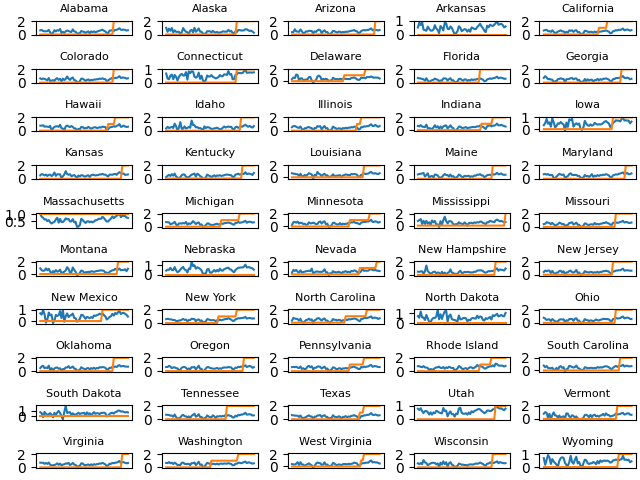 Alabama Alaska Arizona Arkansas California
2 2 2 1 2
0 0 0 0 0
Colorado Connecticut Delaware Florida Georgia
2 1 2 2 2
0 0 0 0 0
Hawaii Idaho Illinois Indiana Iowa
2 2 2 2 1
0 0 0 0 0
Kansas Kentucky Louisiana Maine Maryland
2 2 2 2 2
0 0 0 0 0
Massachusetts Michigan Minnesota Mississippi Missouri
1.0 2 2 2 2
0.5 0 0 0 0
Montana Nebraska Nevada New Hampshire New Jersey
2 1 2 2 2
0 0 0 0 0
New Mexico New York North Carolina North Dakota Ohio
1 2 2 1 2
0 0 0 0 0
Oklahoma Oregon Pennsylvania Rhode Island South Carolina
2 2 2 2 2
0 0 0 0 0
South Dakota Tennessee Texas Utah Vermont
1 2 2 1 2
0 0 0 0 0
Virginia Washington West Virginia Wisconsin Wyoming
2 2 2 2 1
0 0 0 0 0